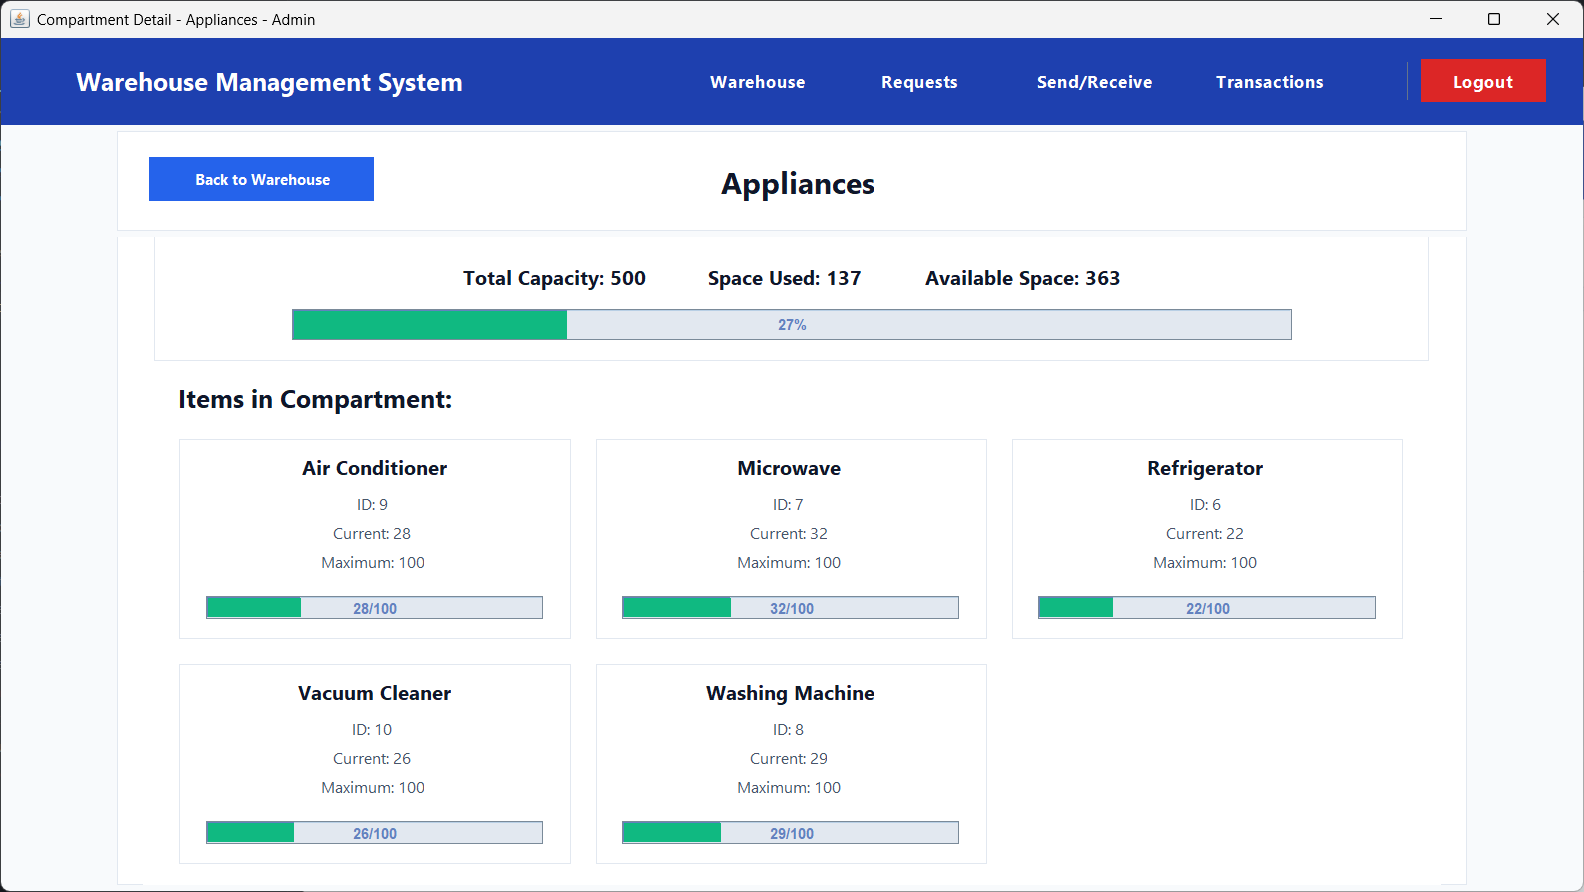 Compartment Detail - Appliances - Admin
Warehouse Management System
Warehouse
Requests
Send/Receive
Transactions
Logout
Back to Warehouse
Appliances
Total Capacity: 500
Space Used: 137
Available Space: 363
27%
Items in Compartment:
Air Conditioner
ID: 9
Current: 28
Maximum: 100
28/100
Microwave
ID: 7
Current: 32
Maximum: 100
32/100
Refrigerator
ID: 6
Current: 22
Maximum: 100
22/100
Vacuum Cleaner
ID: 10
Current: 26
Maximum: 100
26/100
Washing Machine
ID: 8
Current: 29
Maximum: 100
29/100